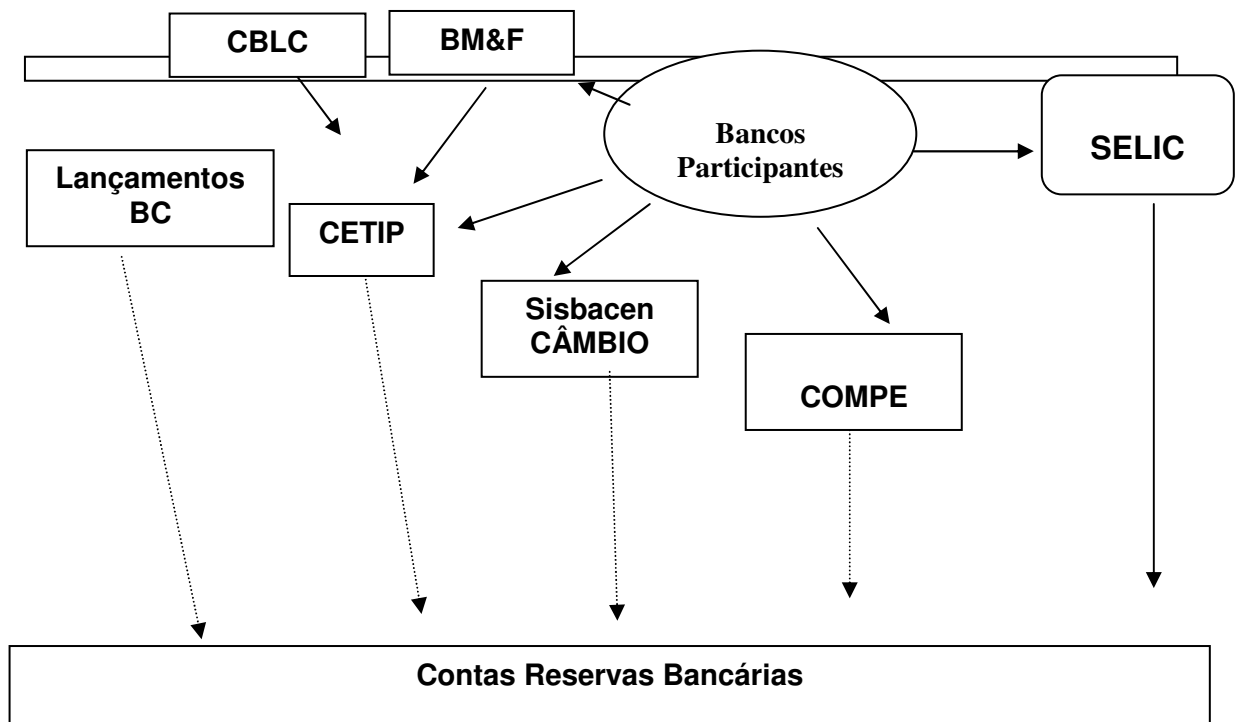 CBLC
BM&F
Bancos
Participantes
SELIC
Lançamentos
BC
CETIP
Sisbacen
CÂMBIO
COMPE
Contas Reservas Bancárias